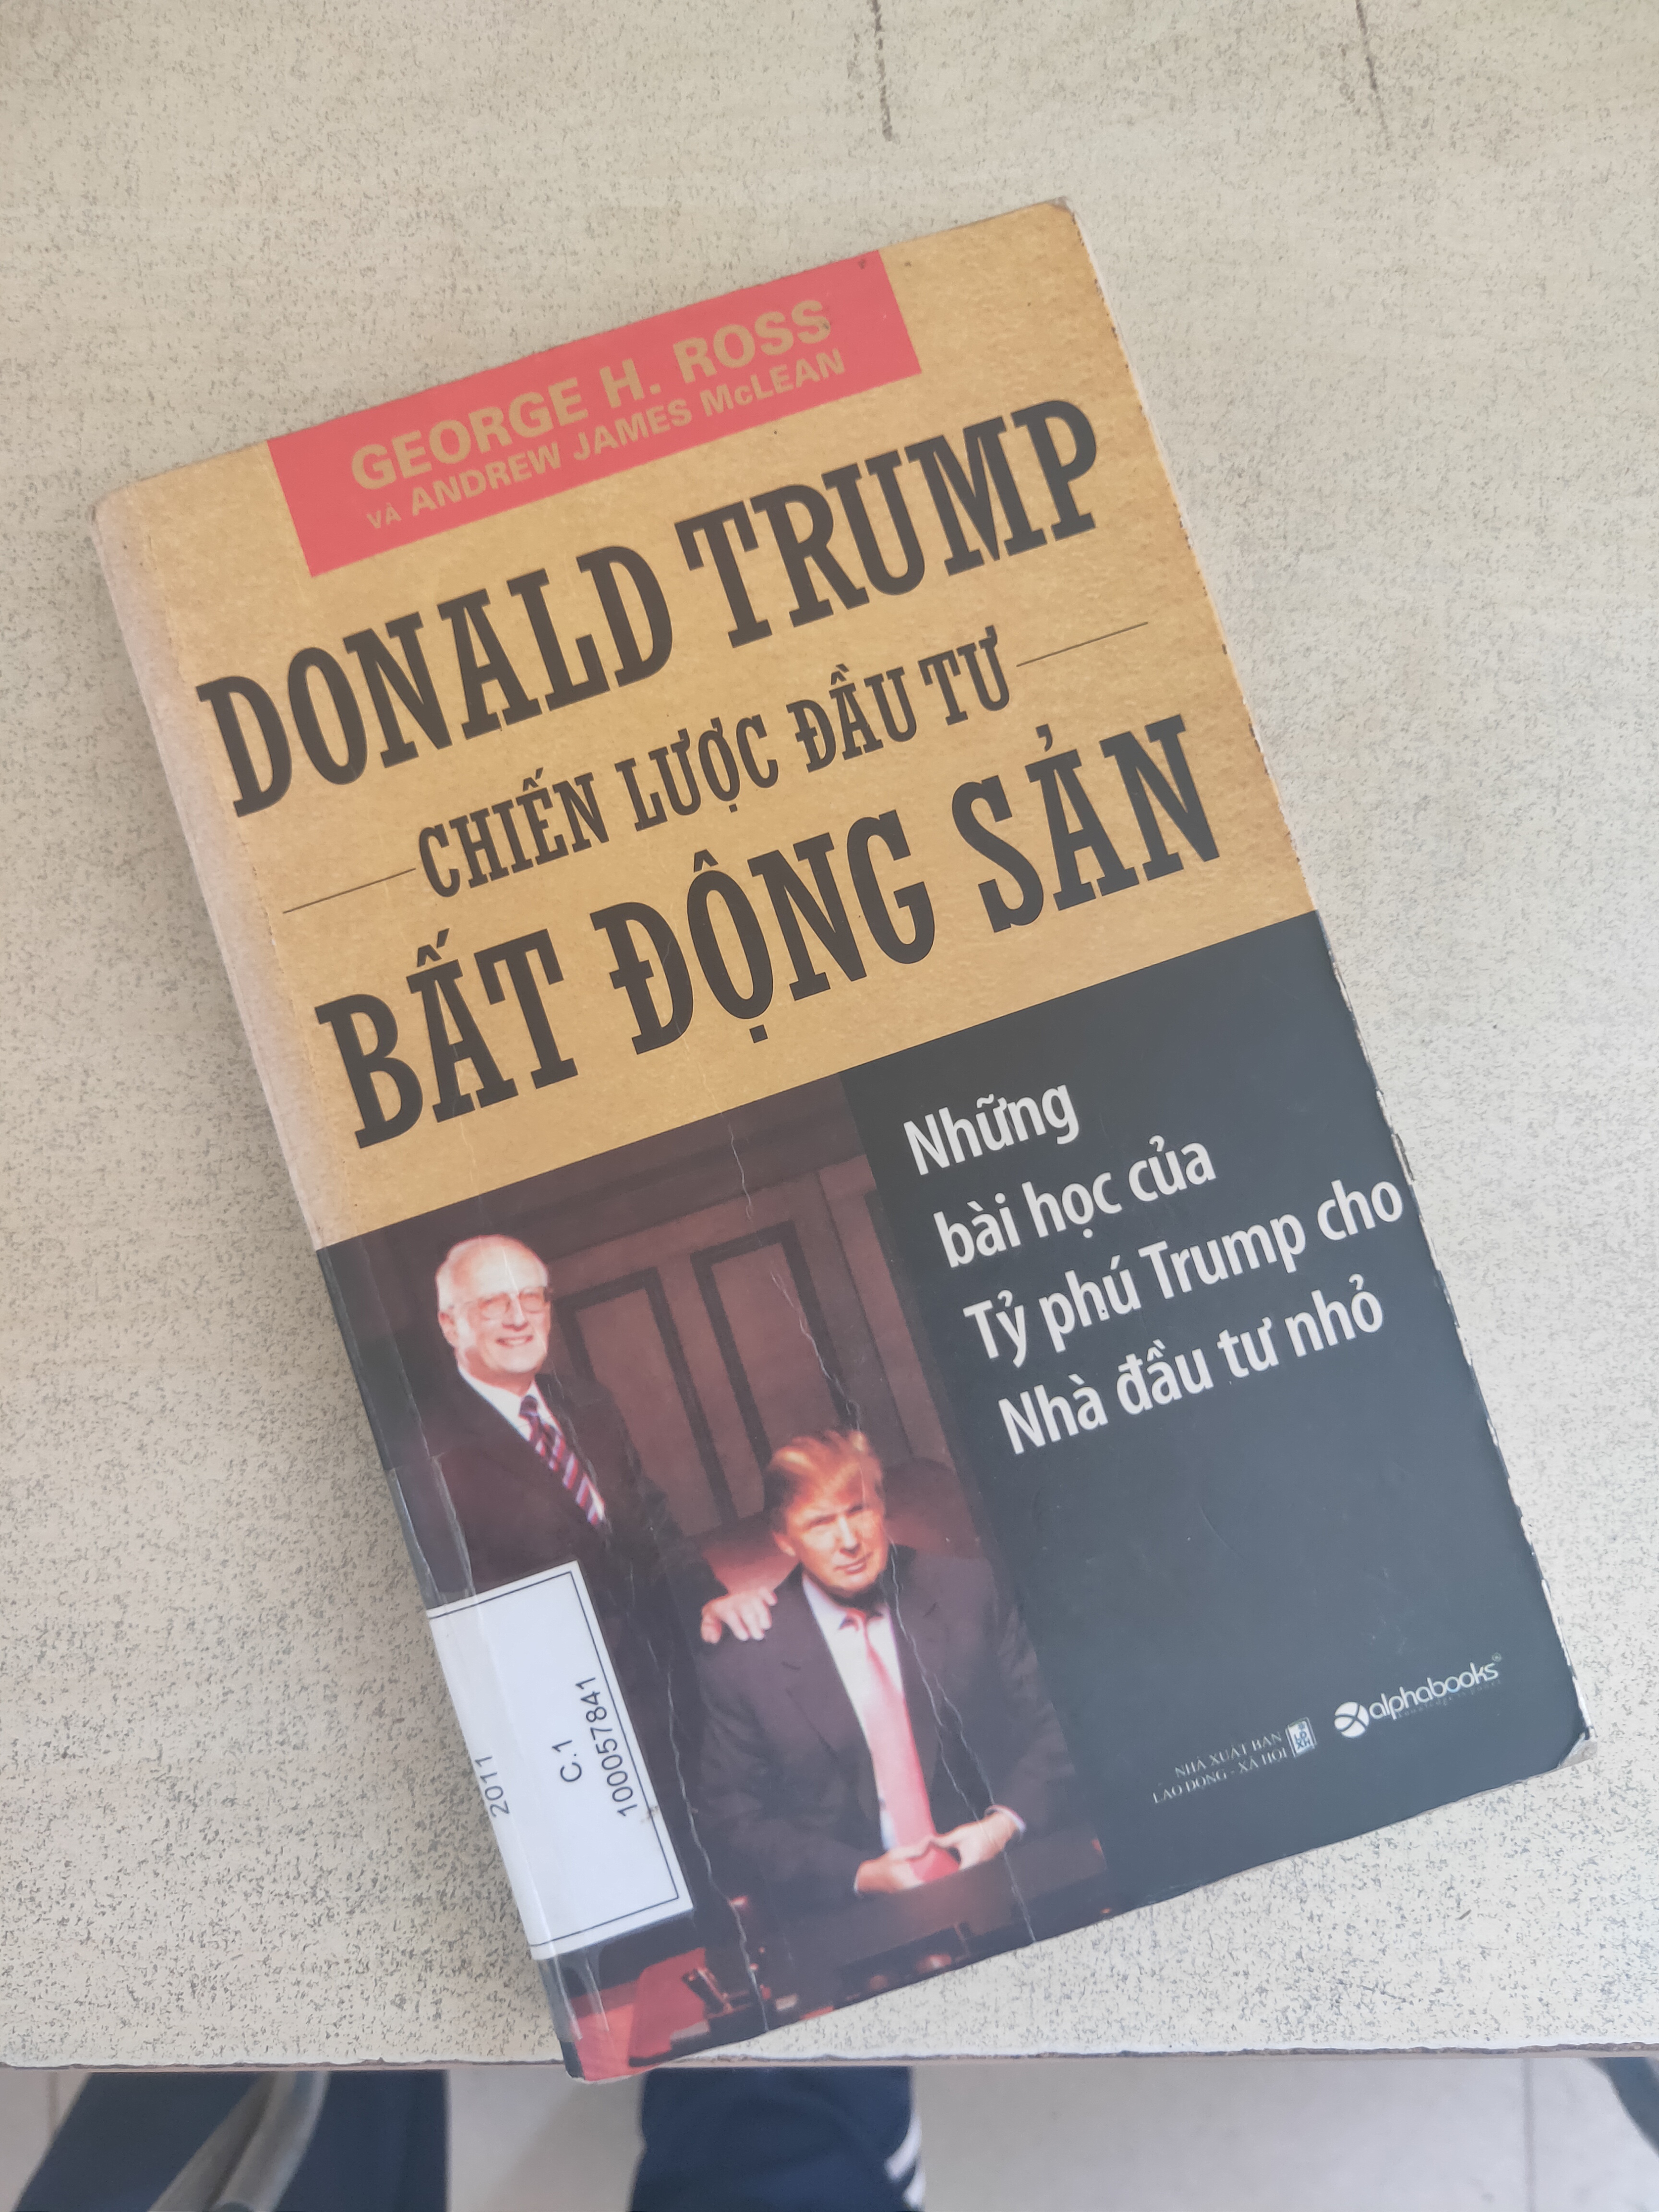 GEORGE H. ROSS
VÀ ANDREW JAMES McLEAN
DONALD TRUMP
CHIẾN LƯỢC ĐẦU TƯ
BẤT ĐỘNG SẢN
Những
bài học của
Tỷ phú Trump cho
Nhà đầu tư nhỏ
2011
C.1
1000057841
NHÀ XUẤT BẢN
LAO ĐỘNG - XÃ HỘI
alphabooks